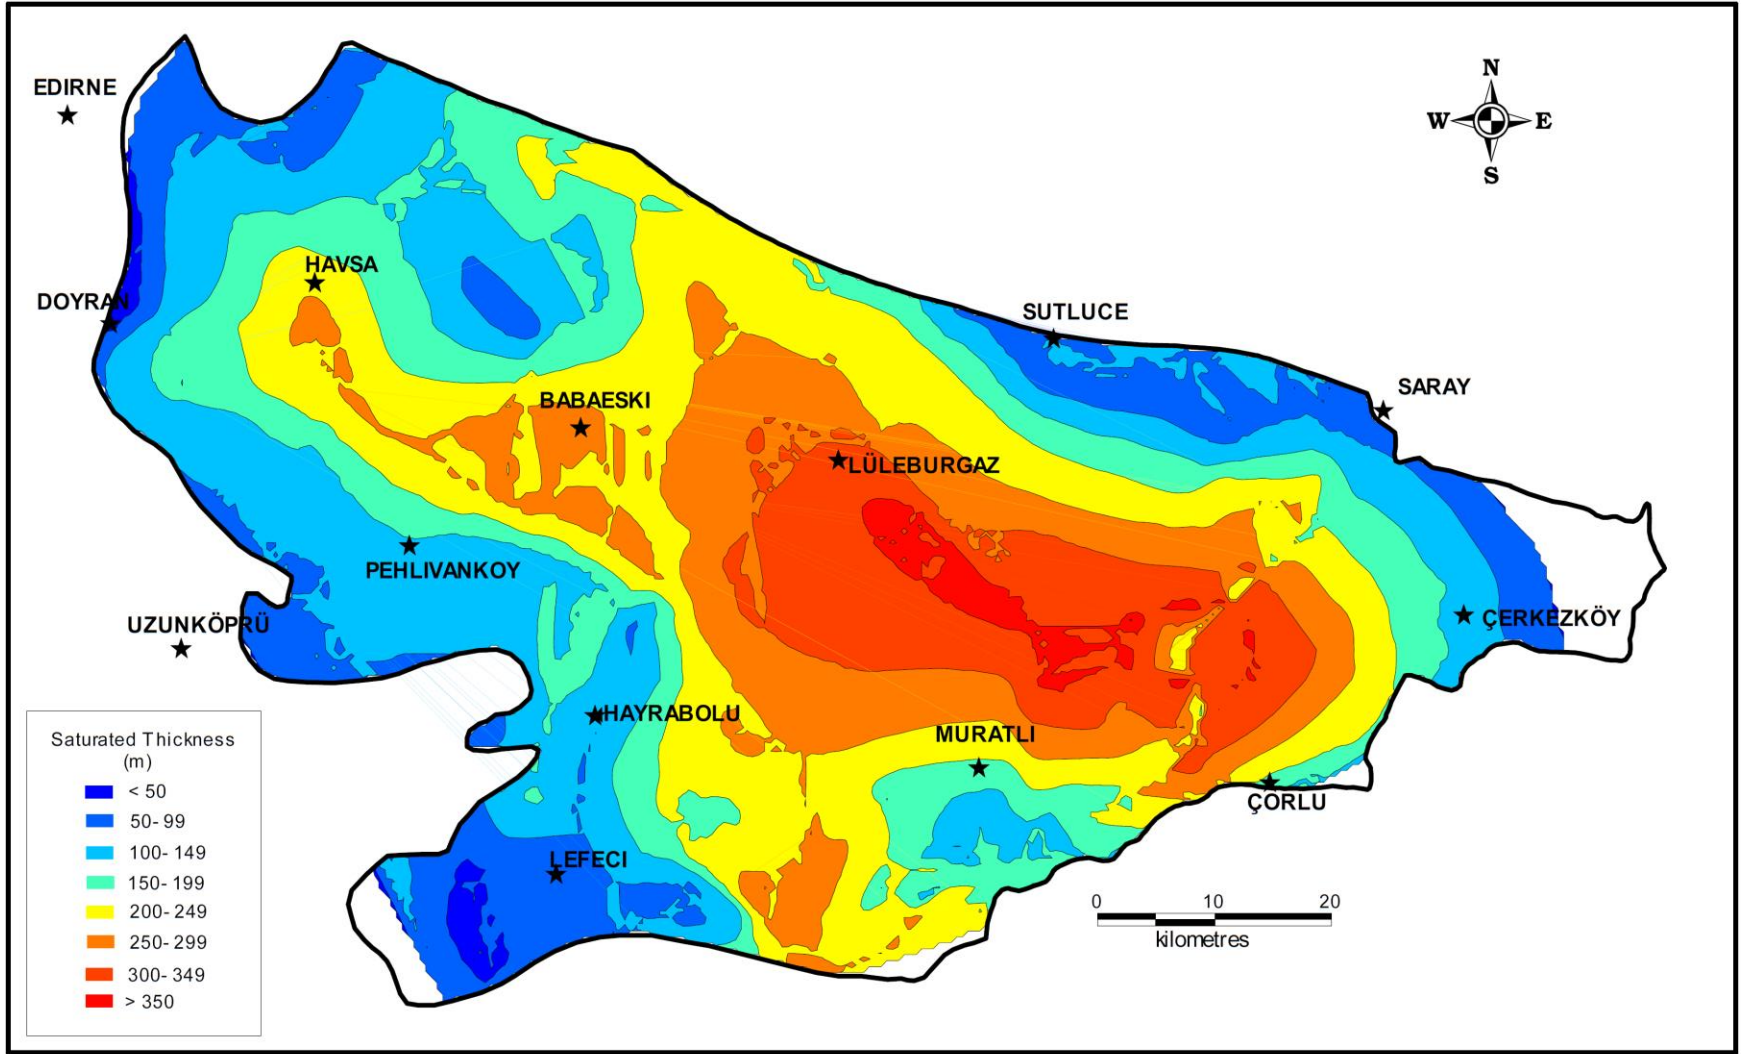 N
EDIRNE
W E
S
HAVSA
DOYRAN
SUTLUCE
SARAY
BABAESKI
LÜLEBURGAZ
PEHLIVANKOY
UZUNKÖPRÜ
ÇERKEZKÖY
HAYRABOLU
MURATLI
ÇORLU
LEFECI
Saturated Thickness
(m)
< 50
50- 99
100- 149
150- 199
200- 249
250- 299
300- 349
> 350
0 10 20
kilometres